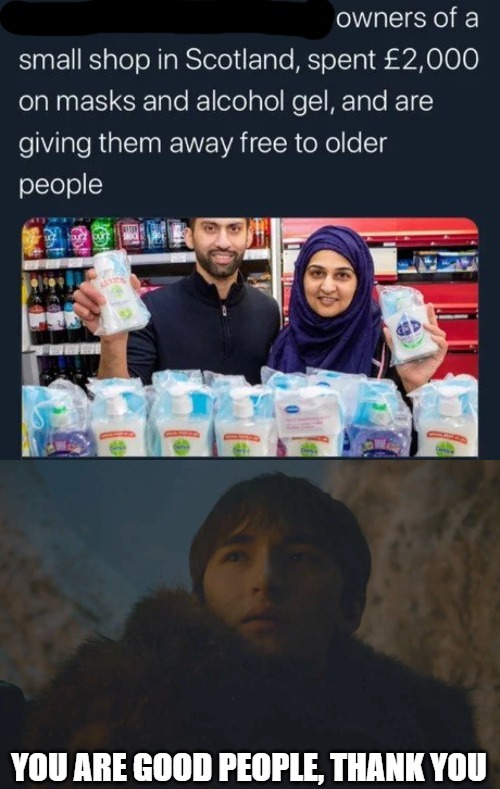 owners of a
small shop in Scotland, spent £2,000
on masks and alcohol gel, and are
giving them away free to older
people
YOU ARE GOOD PEOPLE, THANK YOU